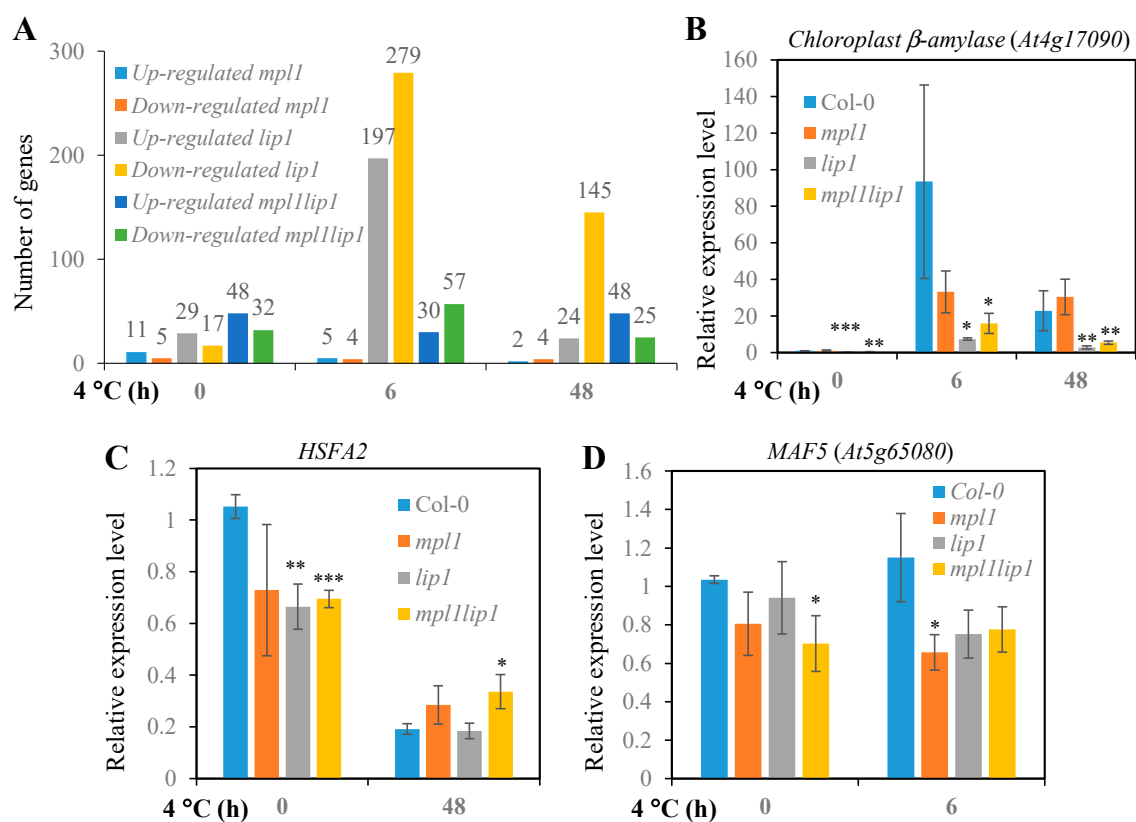 A
300
200
100
0
Number of genes
Up-regulated mpl1
Down-regulated mpl1
Up-regulated lip1
Down-regulated lip1
Up-regulated mpl1lip1
Down-regulated mpl1lip1
11
5
29
17
48
32
5
4
197
279
30
57
2
4
24
145
48
25
4 °C (h)
0
6
48
B
Chloroplast β-amylase (At4g17090)
160
140
120
100
80
60
40
20
0
Relative expression level
Col-0
mpl1
lip1
mpl1lip1
***
**
*
*
**
**
4 °C (h)
0
6
48
C
HSFA2
1.2
1
0.8
0.6
0.4
0.2
0
Relative expression level
Col-0
mpl1
lip1
mpl1lip1
**
***
*
4 °C (h)
0
48
D
MAF5 (At5g65080)
1.6
1.4
1.2
1
0.8
0.6
0.4
0.2
0
Relative expression level
Col-0
mpl1
lip1
mpl1lip1
*
*
4 °C (h)
0
6